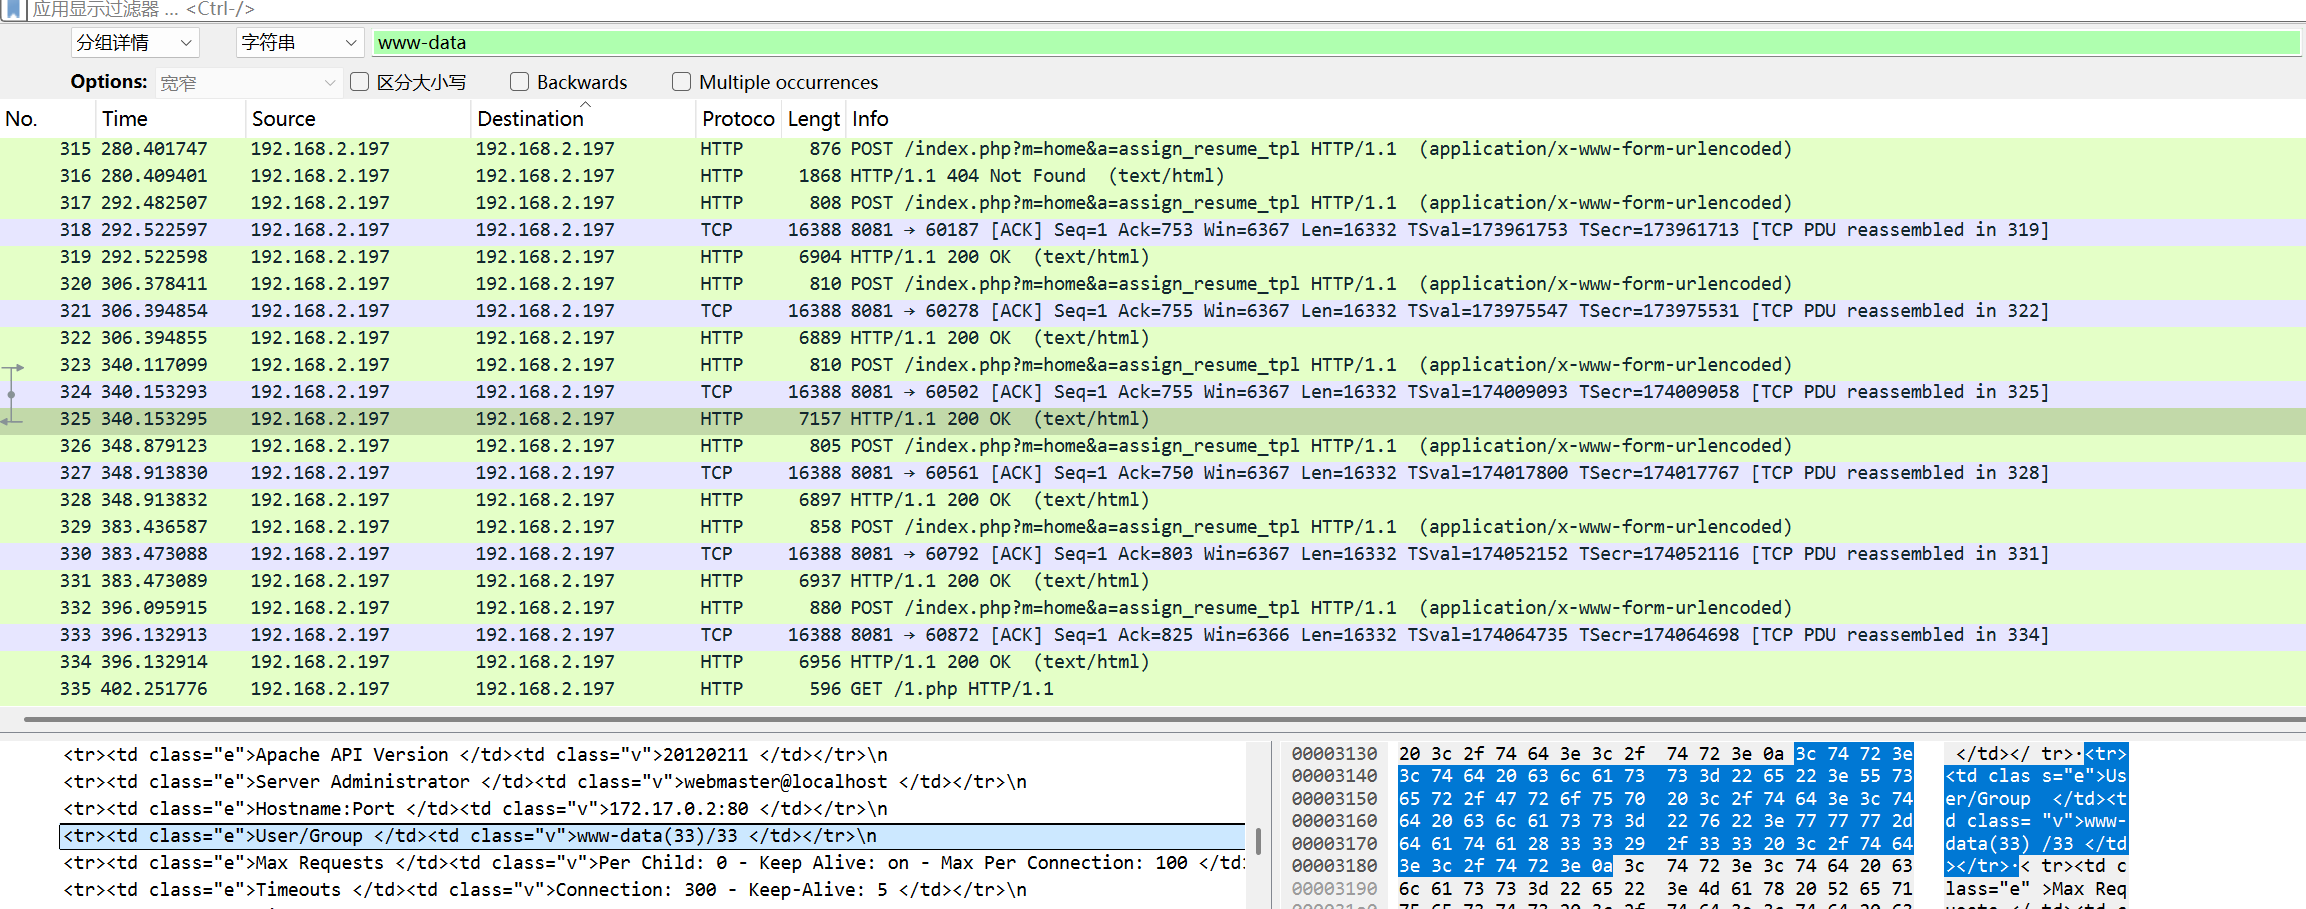 应用显示过滤器 … <Ctrl-/>
分组详情 字符串 www-data
Options: 宽窄 区分大小写 Backwards Multiple occurrences
No. Time Source Destination Protoco Lengt Info
315 280.401747 192.168.2.197 192.168.2.197 HTTP 876 POST /index.php?m=home&a=assign_resume_tpl HTTP/1.1  (application/x-www-form-urlencoded)
316 280.409401 192.168.2.197 192.168.2.197 HTTP 1868 HTTP/1.1 404 Not Found  (text/html)
317 292.482507 192.168.2.197 192.168.2.197 HTTP 808 POST /index.php?m=home&a=assign_resume_tpl HTTP/1.1  (application/x-www-form-urlencoded)
318 292.522597 192.168.2.197 192.168.2.197 TCP 16388 8081 → 60187 [ACK] Seq=1 Ack=753 Win=6367 Len=16332 TSval=173961753 TSecr=173961713 [TCP PDU reassembled in 319]
319 292.522598 192.168.2.197 192.168.2.197 HTTP 6904 HTTP/1.1 200 OK  (text/html)
320 306.378411 192.168.2.197 192.168.2.197 HTTP 810 POST /index.php?m=home&a=assign_resume_tpl HTTP/1.1  (application/x-www-form-urlencoded)
321 306.394854 192.168.2.197 192.168.2.197 TCP 16388 8081 → 60278 [ACK] Seq=1 Ack=755 Win=6367 Len=16332 TSval=173975547 TSecr=173975531 [TCP PDU reassembled in 322]
322 306.394855 192.168.2.197 192.168.2.197 HTTP 6889 HTTP/1.1 200 OK  (text/html)
323 340.117099 192.168.2.197 192.168.2.197 HTTP 810 POST /index.php?m=home&a=assign_resume_tpl HTTP/1.1  (application/x-www-form-urlencoded)
324 340.153293 192.168.2.197 192.168.2.197 TCP 16388 8081 → 60502 [ACK] Seq=1 Ack=755 Win=6367 Len=16332 TSval=174009093 TSecr=174009058 [TCP PDU reassembled in 325]
325 340.153295 192.168.2.197 192.168.2.197 HTTP 7157 HTTP/1.1 200 OK  (text/html)
326 348.879123 192.168.2.197 192.168.2.197 HTTP 805 POST /index.php?m=home&a=assign_resume_tpl HTTP/1.1  (application/x-www-form-urlencoded)
327 348.913830 192.168.2.197 192.168.2.197 TCP 16388 8081 → 60561 [ACK] Seq=1 Ack=750 Win=6367 Len=16332 TSval=174017800 TSecr=174017767 [TCP PDU reassembled in 328]
328 348.913832 192.168.2.197 192.168.2.197 HTTP 6897 HTTP/1.1 200 OK  (text/html)
329 383.436587 192.168.2.197 192.168.2.197 HTTP 858 POST /index.php?m=home&a=assign_resume_tpl HTTP/1.1  (application/x-www-form-urlencoded)
330 383.473088 192.168.2.197 192.168.2.197 TCP 16388 8081 → 60792 [ACK] Seq=1 Ack=803 Win=6367 Len=16332 TSval=174052152 TSecr=174052116 [TCP PDU reassembled in 331]
331 383.473089 192.168.2.197 192.168.2.197 HTTP 6937 HTTP/1.1 200 OK  (text/html)
332 396.095915 192.168.2.197 192.168.2.197 HTTP 880 POST /index.php?m=home&a=assign_resume_tpl HTTP/1.1  (application/x-www-form-urlencoded)
333 396.132913 192.168.2.197 192.168.2.197 TCP 16388 8081 → 60872 [ACK] Seq=1 Ack=825 Win=6366 Len=16332 TSval=174064735 TSecr=174064698 [TCP PDU reassembled in 334]
334 396.132914 192.168.2.197 192.168.2.197 HTTP 6956 HTTP/1.1 200 OK  (text/html)
335 402.251776 192.168.2.197 192.168.2.197 HTTP 596 GET /1.php HTTP/1.1
<tr><td class="e">Apache API Version </td><td class="v">20120211 </td></tr>\n
<tr><td class="e">Server Administrator </td><td class="v">webmaster@localhost </td></tr>\n
<tr><td class="e">Hostname:Port </td><td class="v">172.17.0.2:80 </td></tr>\n
<tr><td class="e">User/Group </td><td class="v">www-data(33)/33 </td></tr>\n
<tr><td class="e">Max Requests </td><td class="v">Per Child: 0 - Keep Alive: on - Max Per Connection: 100 </td>
<tr><td class="e">Timeouts </td><td class="v">Connection: 300 - Keep-Alive: 5 </td></tr>\n
00003130 20 3c 2f 74 64 3e 3c 2f 74 72 3e 0a 3c 74 72 3e </td></ tr>·<tr>
00003140 3c 74 64 20 63 6c 61 73 73 3d 22 65 22 3e 55 73 <td clas s="e">Us
00003150 65 72 2f 47 72 6f 75 70 20 3c 2f 74 64 3e 3c 74 er/Group  </td><t
00003160 64 20 63 6c 61 73 73 3d 22 76 22 3e 77 77 77 2d d class= "v">www-
00003170 64 61 74 61 28 33 33 29 2f 33 33 20 3c 2f 74 64 data(33) /33 </td
00003180 3e 3c 2f 74 72 3e 0a 3c 74 72 3e 3c 74 64 20 63 ></tr>·< tr><td c
00003190 6c 61 73 73 3d 22 65 22 3e 4d 61 78 20 52 65 71 lass="e" >Max Req